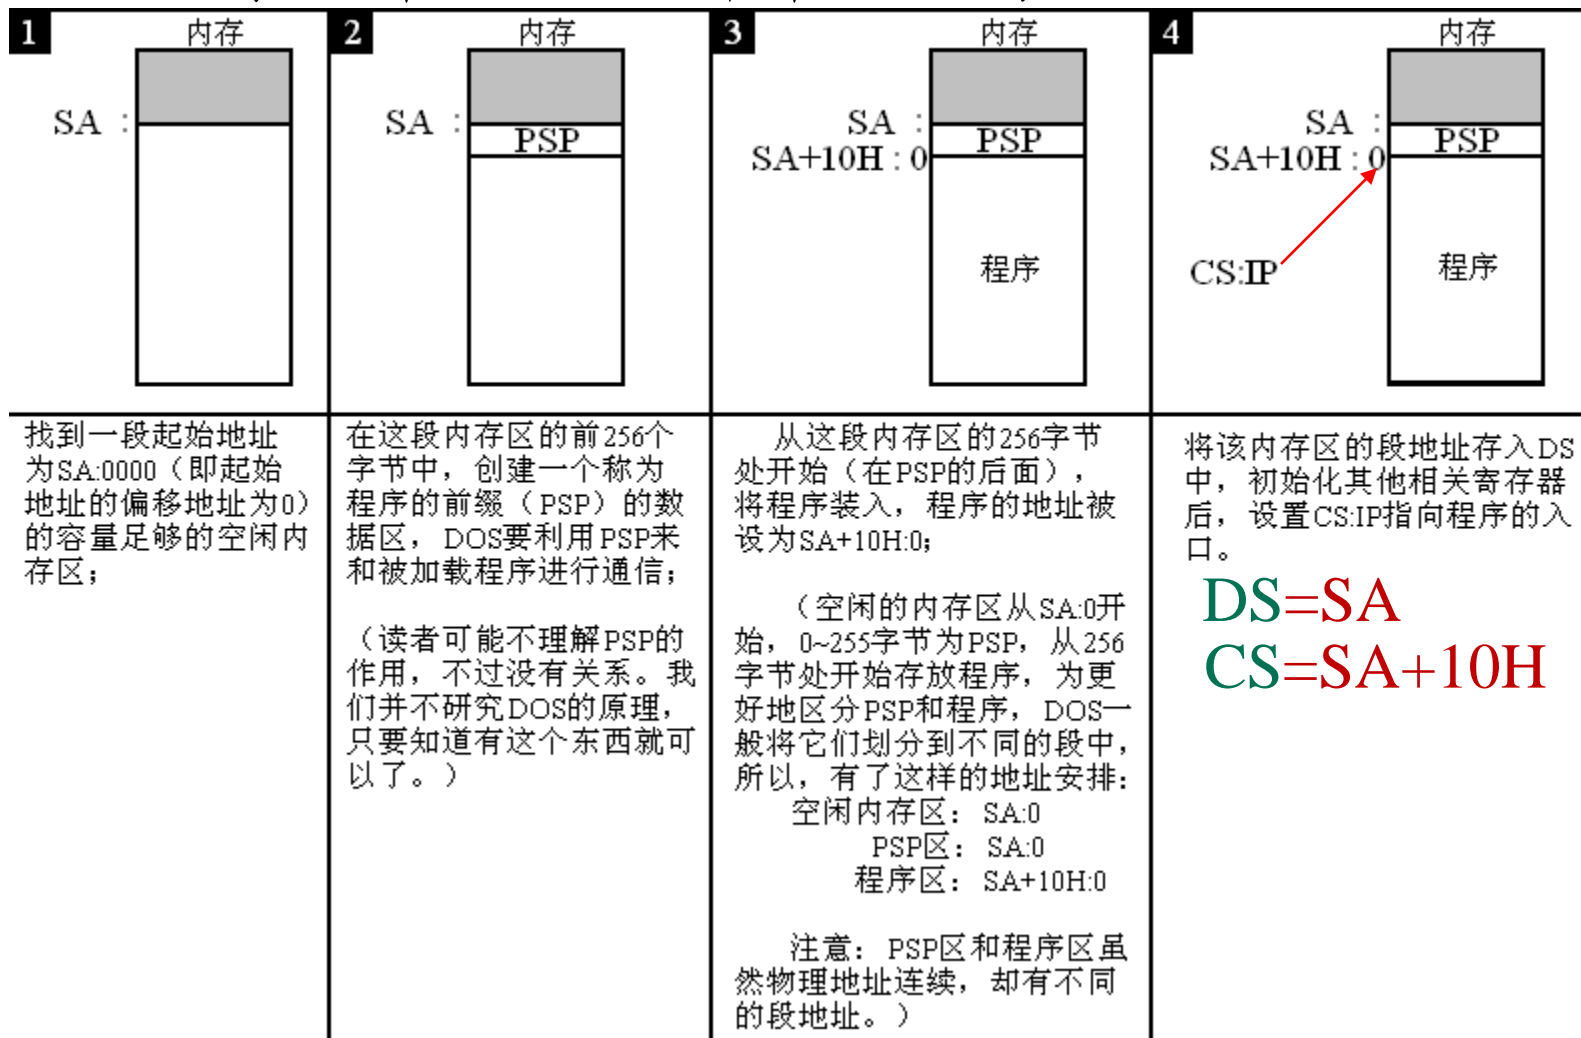 1
内存
SA :
找到一段起始地址
为SA:0000（即起始
地址的偏移地址为0）
的容量足够的空闲内
存区；
2
内存
SA :
PSP
在这段内存区的前256个
字节中，创建一个称为
程序的前缀（PSP）的数
据区，DOS要利用PSP来
和被加载程序进行通信；
（读者可能不理解PSP的
作用，不过没有关系。我
们并不研究DOS的原理，
只要知道有这个东西就可
以了。）
3
内存
SA :
PSP
SA+10H : 0
程序
从这段内存区的256字节
处开始（在PSP的后面），
将程序装入，程序的地址被
设为SA+10H:0；
（空闲的内存区从SA:0开
始，0~255字节为PSP，从256
字节处开始存放程序，为更
好地区分PSP和程序，DOS一
般将它们划分到不同的段中，
所以，有了这样的地址安排：
空闲内存区：SA:0
PSP区：SA:0
程序区：SA+10H:0
注意：PSP区和程序区虽
然物理地址连续，却有不同
的段地址。）
4
内存
SA :
PSP
SA+10H : 0
CS:IP
程序
将该内存区的段地址存入DS
中，初始化其他相关寄存器
后，设置CS:IP指向程序的入
口。
DS=SA
CS=SA+10H